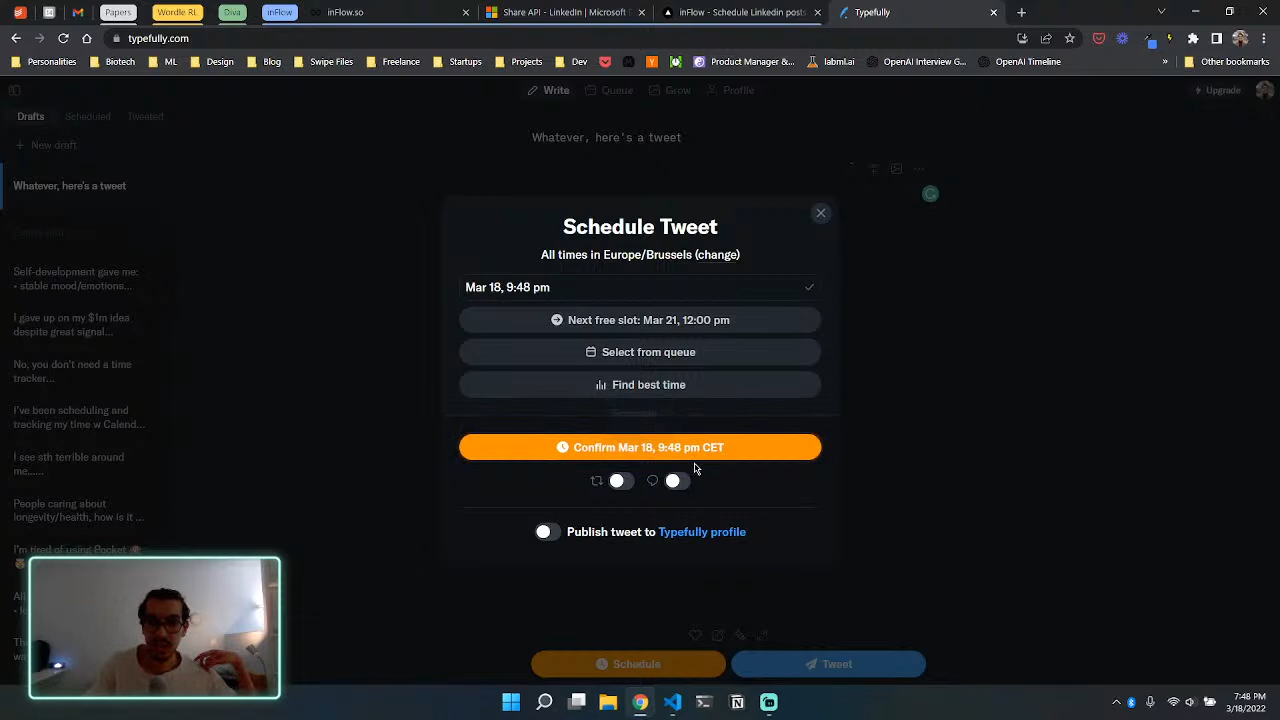 Papers
Wordle RL
Diva
inFlow
inFlow.so
Share API - LinkedIn | Microsoft
inFlow - Schedule Linkedin posts
Typefully
typefully.com
Personalities
Biotech
ML
Design
Blog
Swipe Files
Freelance
Startups
Projects
Dev
Product Management &...
labml.ai
OpenAI Interview G...
OpenAI Timeline
»
Other bookmarks
Write
Queue
Grow
Profile
Upgrade
Drafts
Scheduled
Tweeted
+ New draft
Whatever, here's a tweet
Whatever, here's a tweet
Self-development gave me:
- stable mood/emotions...
I gave up on my $1m idea
despite great signal...
No, you don't need a time
tracker...
I've been scheduling and
tracking my time w Calend...
I see sth terrible around
me......
People caring about
longevity/health, how is it ...
I'm tired of using Pocket
Schedule Tweet
All times in Europe/Brussels (change)
Mar 18, 9:48 pm
Next free slot: Mar 21, 12:00 pm
Select from queue
Find best time
Confirm Mar 18, 9:48 pm CET
Publish tweet to Typefully profile
Schedule
Tweet
7:48 PM
3/18/2022